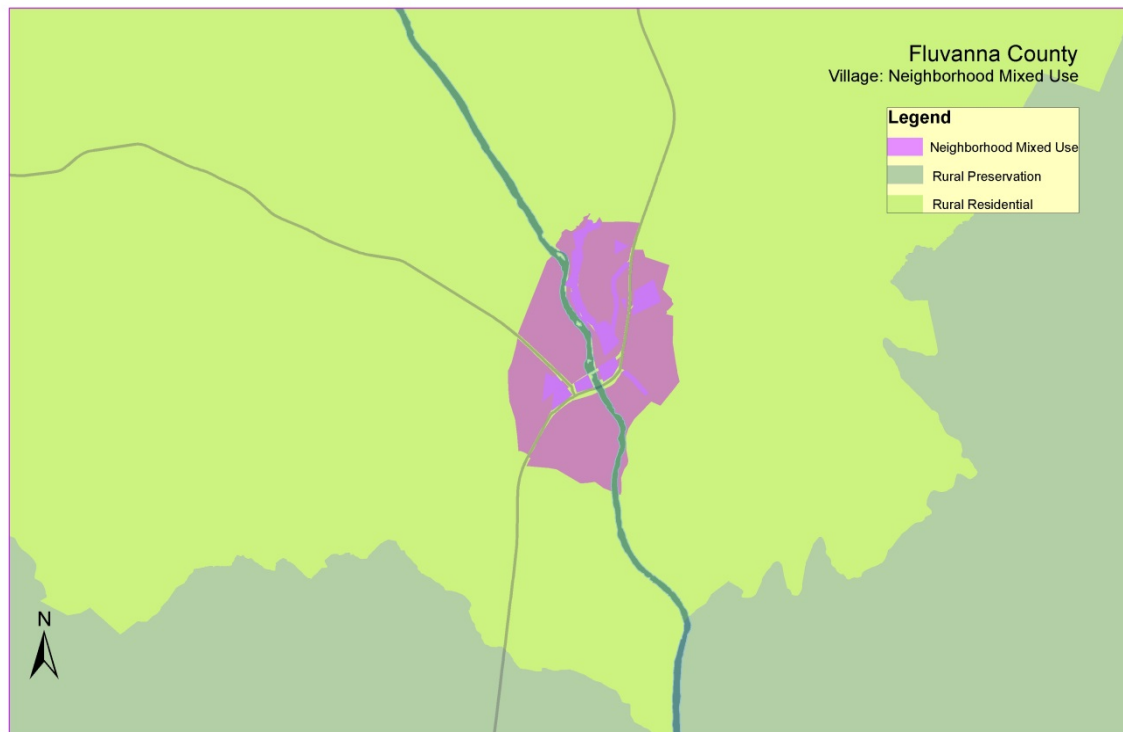 Fluvanna County
Village: Neighborhood Mixed Use
Legend
Neighborhood Mixed Use
Rural Preservation
Rural Residential
N